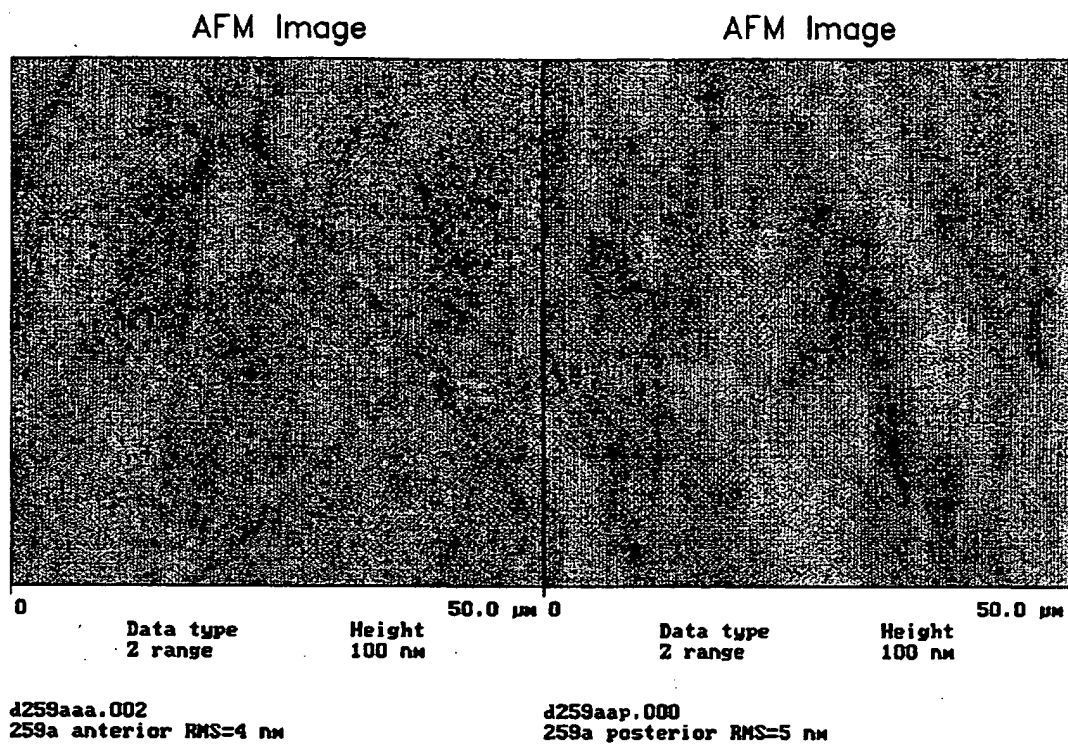 AFM Image
AFM Image
0 50.0 µm
0 50.0 µm
Data type Height
Z range 100 nm
Data type Height
Z range 100 nm
d259aaa.002
259a anterior RMS=4 nm
d259aap.000
259a posterior RMS=5 nm